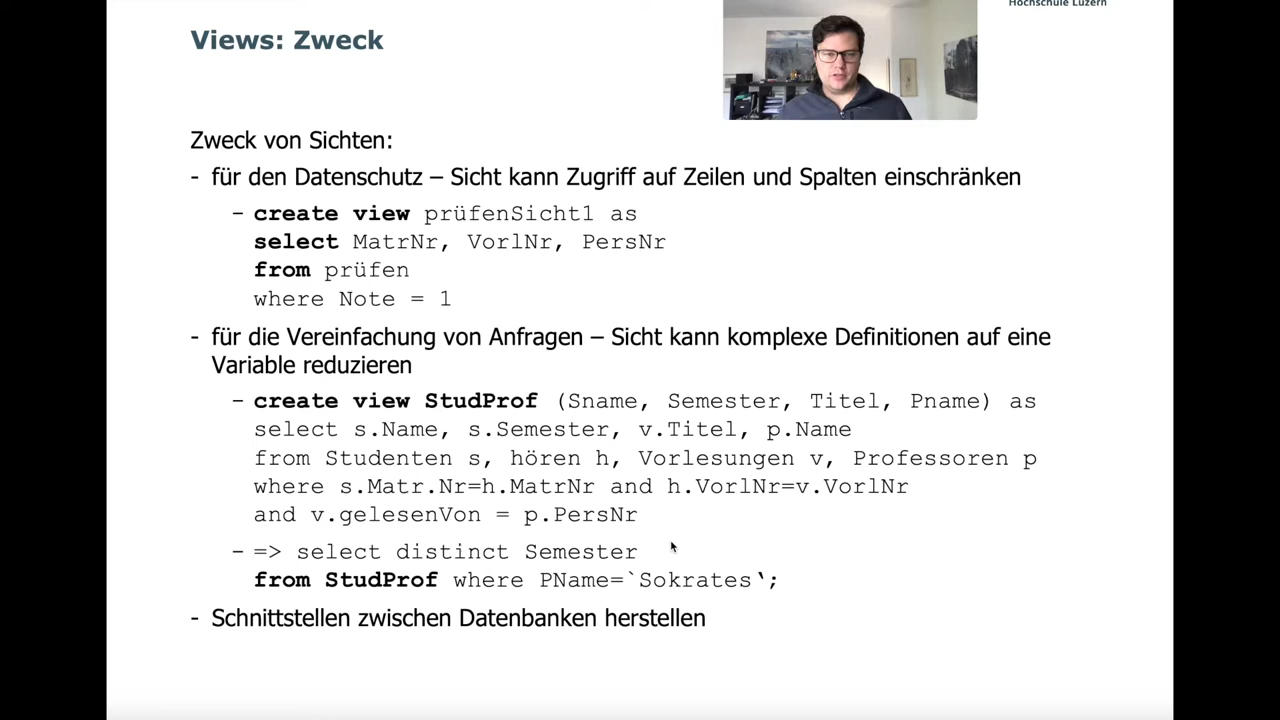 Hochschule Luzern
Views: Zweck
Zweck von Sichten:
- für den Datenschutz – Sicht kann Zugriff auf Zeilen und Spalten einschränken
– create view prüfenSicht1 as
select MatrNr, VorlNr, PersNr
from prüfen
where Note = 1
- für die Vereinfachung von Anfragen – Sicht kann komplexe Definitionen auf eine
Variable reduzieren
– create view StudProf (Sname, Semester, Titel, Pname) as
select s.Name, s.Semester, v.Titel, p.Name
from Studenten s, hören h, Vorlesungen v, Professoren p
where s.Matr.Nr=h.MatrNr and h.VorlNr=v.VorlNr
and v.gelesenVon = p.PersNr
– => select distinct Semester
from StudProf where PName=`Sokrates‛;
- Schnittstellen zwischen Datenbanken herstellen